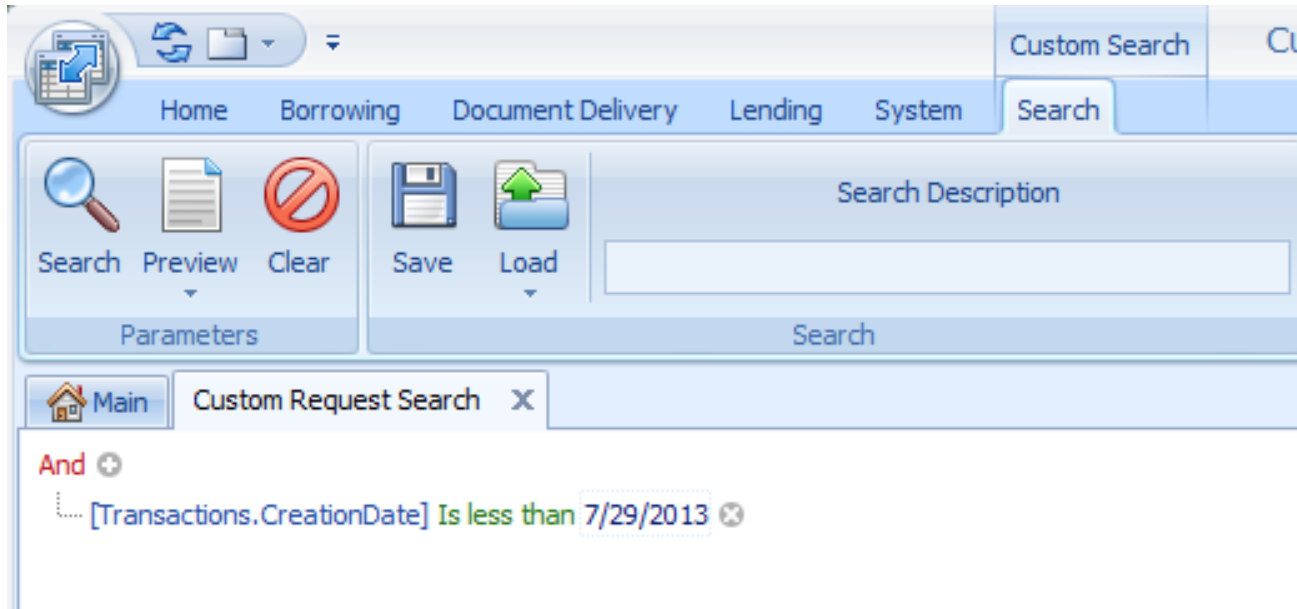 Custom Search Cu
Home Borrowing Document Delivery Lending System Search
Search Description
Search Preview Clear Save Load
Parameters Search
Main Custom Request Search X
And
[Transactions.CreationDate] Is less than 7/29/2013